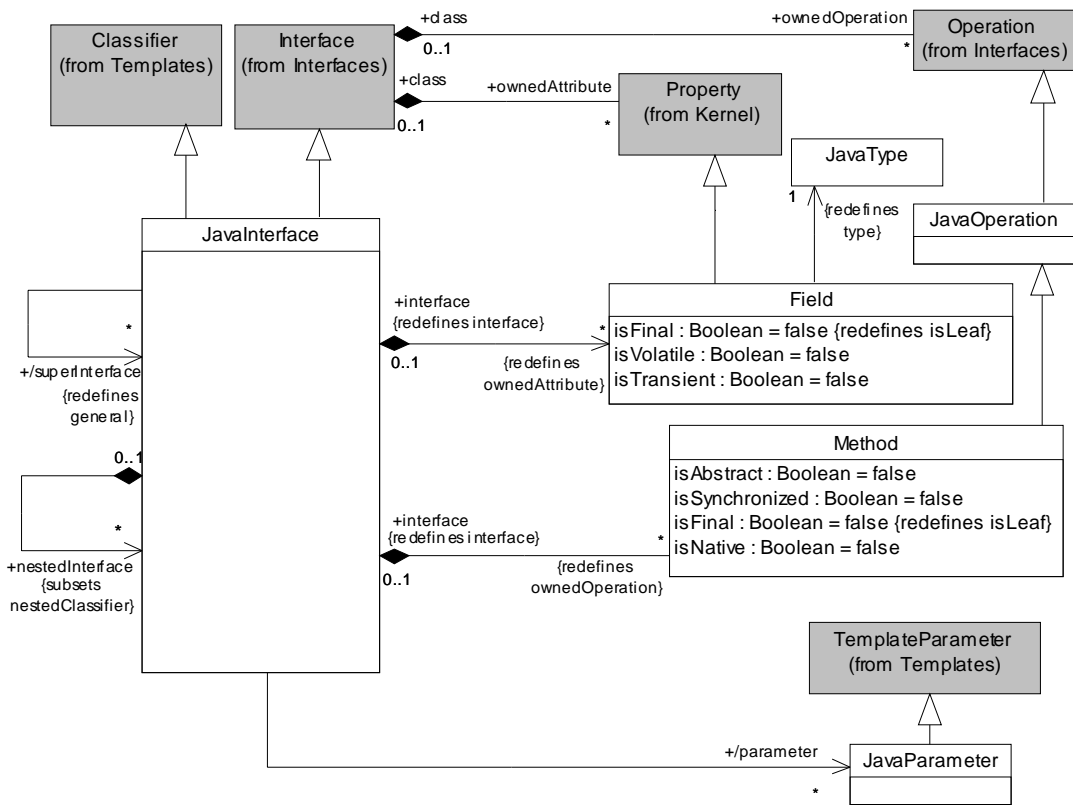 Classifier
(from Templates)
Interface
(from Interfaces)
+class
0..1
+ownedOperation
*
Operation
(from Interfaces)
+class
0..1
+ownedAttribute
*
Property
(from Kernel)
JavaType
1
{redefines
type}
JavaOperation
JavaInterface
*
+/superInterface
{redefines
general}
0..1
*
+nestedInterface
{subsets
nestedClassifier}
+interface
{redefines interface}
0..1
*
{redefines
ownedAttribute}
Field
isFinal : Boolean = false {redefines isLeaf}
isVolatile : Boolean = false
isTransient : Boolean = false
+interface
{redefines interface}
0..1
*
{redefines
ownedOperation}
Method
isAbstract : Boolean = false
isSynchronized : Boolean = false
isFinal : Boolean = false {redefines isLeaf}
isNative : Boolean = false
TemplateParameter
(from Templates)
+/parameter
*
JavaParameter